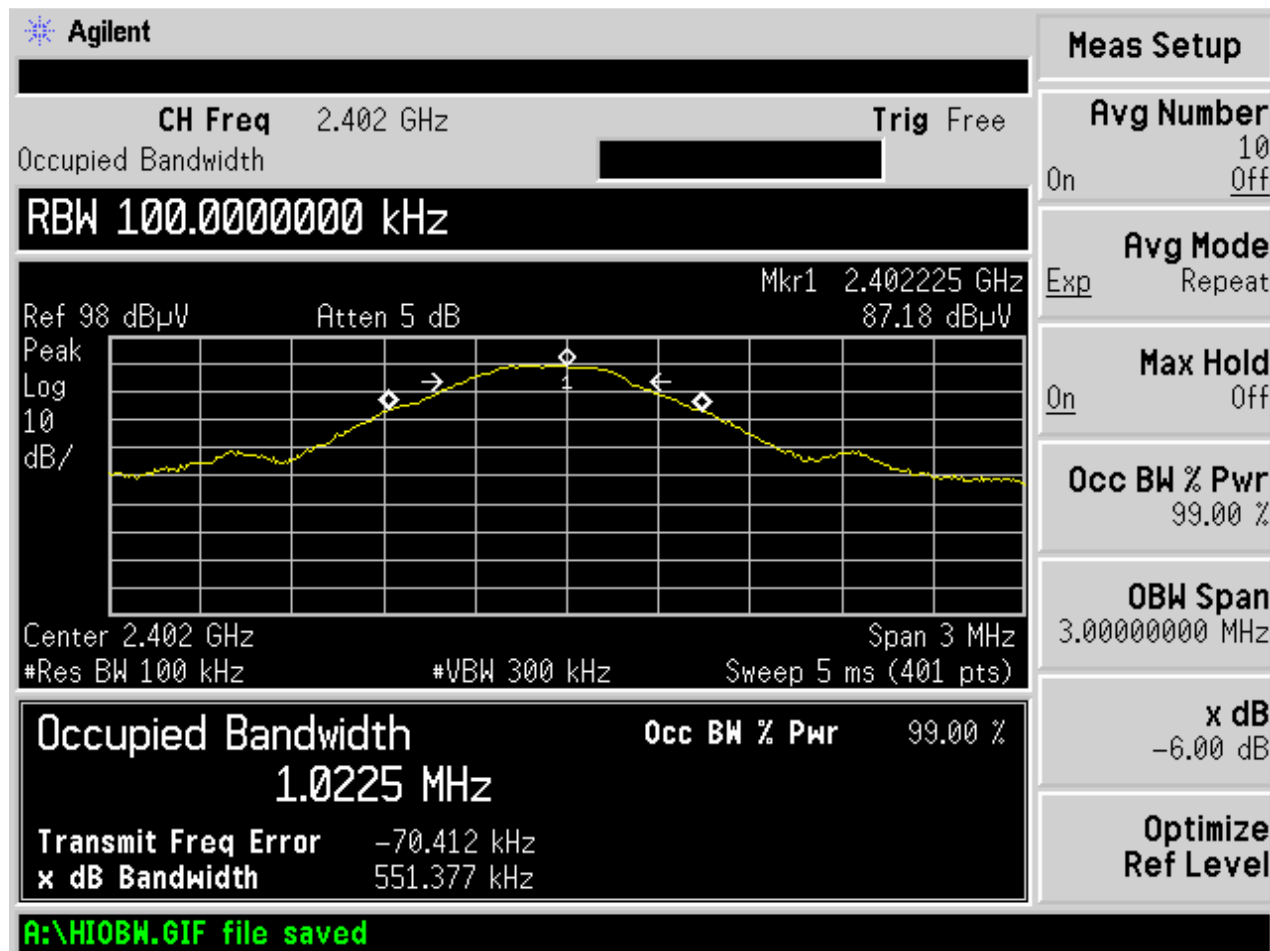 Agilent
CH Freq 2.402 GHz Trig Free
Occupied Bandwidth
RBW 100.0000000 kHz
Mkr1 2.402225 GHz
Ref 98 dBµV Atten 5 dB 87.18 dBµV
Peak
Log
10
dB/
1
Center 2.402 GHz Span 3 MHz
#Res BW 100 kHz #VBW 300 kHz Sweep 5 ms (401 pts)
Occupied Bandwidth Occ BW % Pwr 99.00 %
1.0225 MHz
Transmit Freq Error -70.412 kHz
x dB Bandwidth 551.377 kHz
A:\HIOBW.GIF file saved
Meas Setup
Avg Number
10
On Off
Avg Mode
Exp Repeat
Max Hold
On Off
Occ BW % Pwr
99.00 %
OBW Span
3.00000000 MHz
x dB
-6.00 dB
Optimize
Ref Level